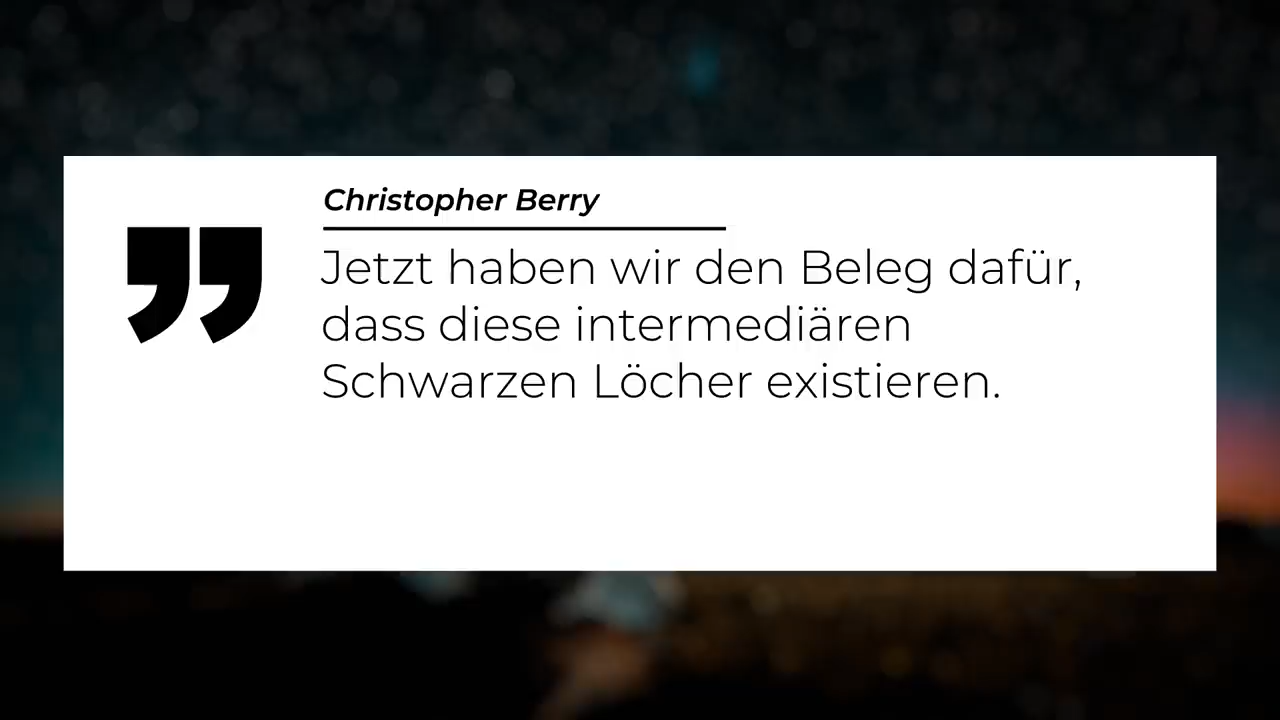 Christopher Berry
Jetzt haben wir den Beleg dafür,
dass diese intermediären
Schwarzen Löcher existieren.